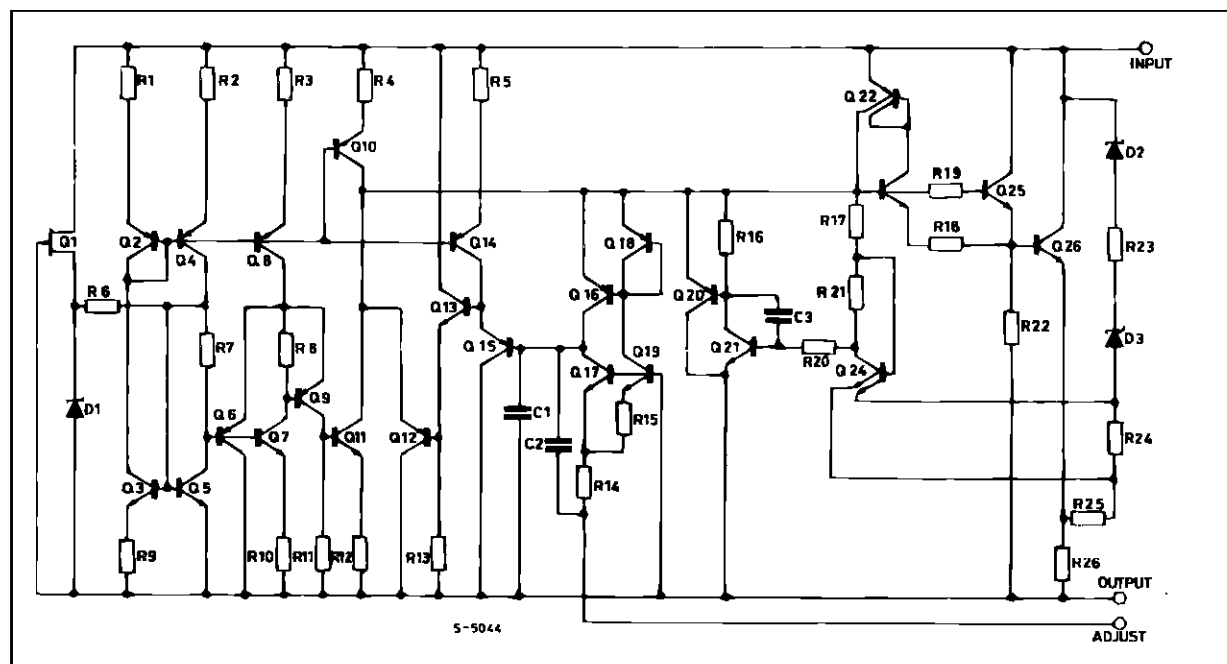 R1
R2
R3
R4
R5
INPUT
Q22
Q10
D2
R19
Q25
R17
Q1
Q2
Q4
Q8
Q14
Q18
R16
R18
Q26
R23
R6
Q13
Q16
Q20
R21
C3
R22
D3
R7
R8
Q15
Q19
Q21
R20
Q24
Q17
D1
Q6
Q9
R15
C1
Q7
Q11
Q12
C2
R24
Q3
Q5
R14
R25
R9
R10
R11
R12
R13
R26
OUTPUT
S-5044
ADJUST